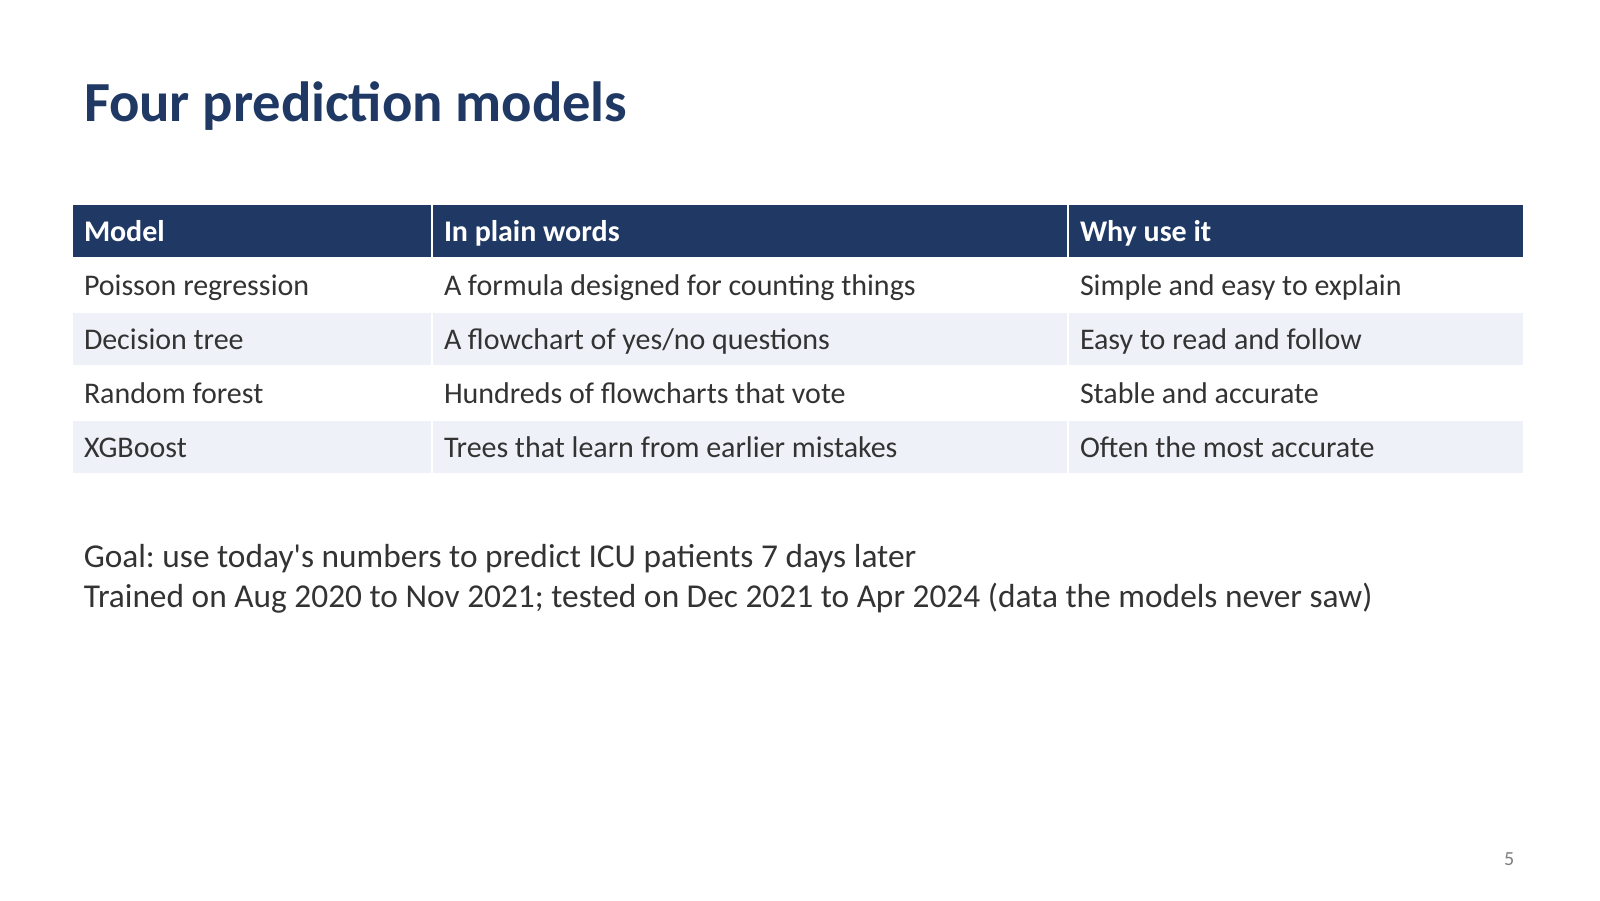 Four prediction models
Model In plain words Why use it
Poisson regression A formula designed for counting things Simple and easy to explain
Decision tree A flowchart of yes/no questions Easy to read and follow
Random forest Hundreds of flowcharts that vote Stable and accurate
XGBoost Trees that learn from earlier mistakes Often the most accurate
Goal: use today's numbers to predict ICU patients 7 days later
Trained on Aug 2020 to Nov 2021; tested on Dec 2021 to Apr 2024 (data the models never saw)
5